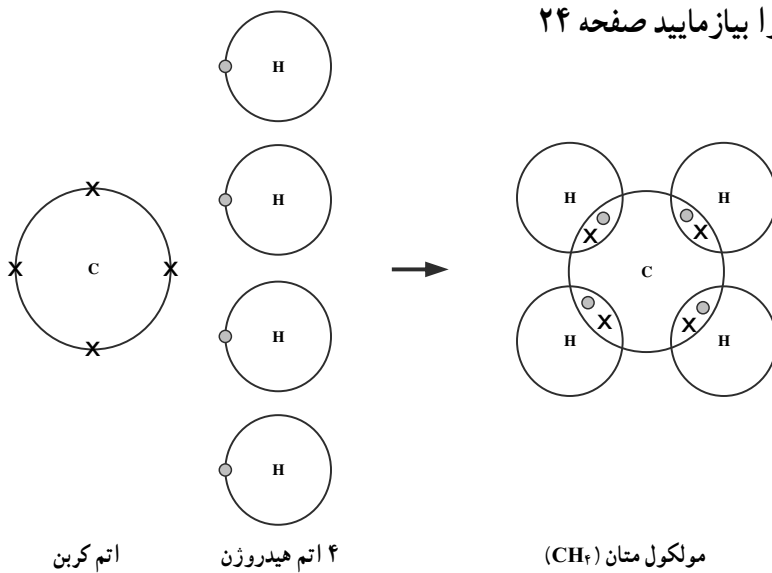 را بیازمایید صفحه ۲۴
H
H
H
H
H H
C
C
H H
X X X X
X X X X
اتم کربن
۴ اتم هیدروژن
مولکول متان (CH۴)